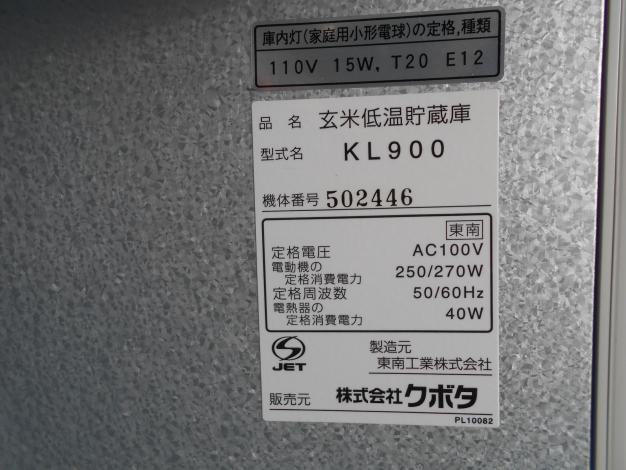 庫内灯(家庭用小形電球)の定格,種類
110V 15W, T20 E12
品名 玄米低温貯蔵庫
型式名 KL900
機体番号 502446
東南
定格電圧 AC100V
電動機の
定格消費電力 250/270W
定格周波数 50/60Hz
電熱器の
定格消費電力 40W
JET
製造元
東南工業株式会社
販売元 株式会社クボタ
PL10082